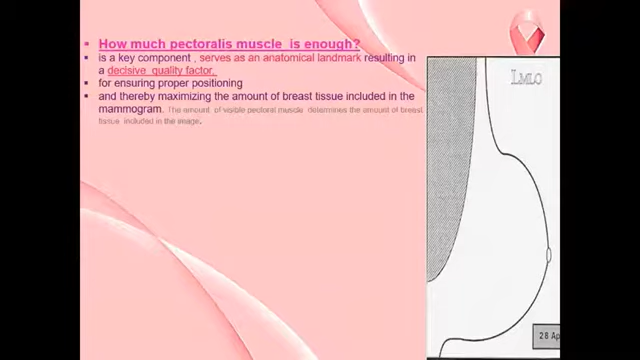 How much pectoralis muscle is enough?
is a key component , serves as an anatomical landmark resulting in
a decisive quality factor,
for ensuring proper positioning
and thereby maximizing the amount of breast tissue included in the
mammogram. The amount of visible pectoral muscle determines the amount of breast
tissue included in the image.
LMLO
28 Ap